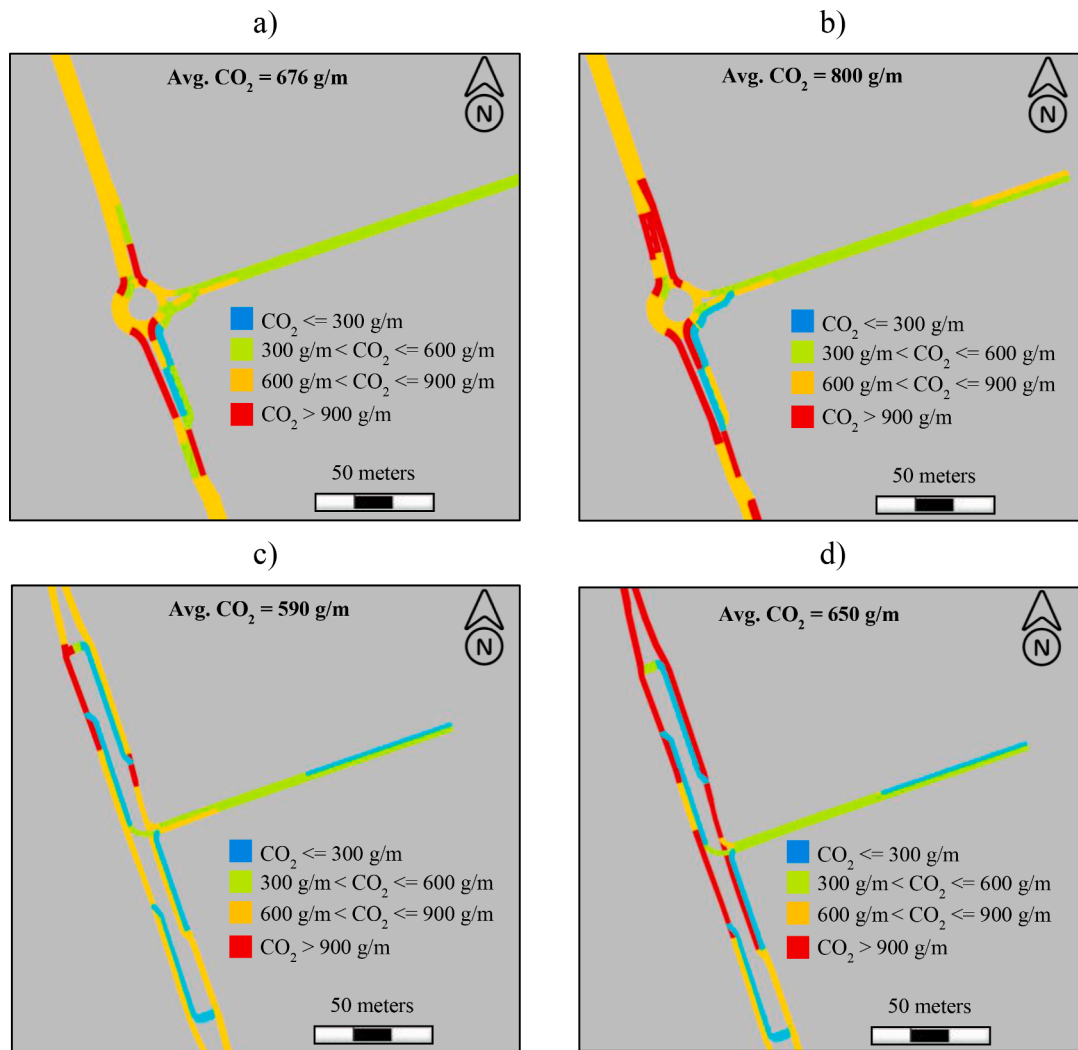 a)
Avg. CO₂ = 676 g/m
N
CO₂ <= 300 g/m
300 g/m < CO₂ <= 600 g/m
600 g/m < CO₂ <= 900 g/m
CO₂ > 900 g/m
50 meters
b)
Avg. CO₂ = 800 g/m
N
CO₂ <= 300 g/m
300 g/m < CO₂ <= 600 g/m
600 g/m < CO₂ <= 900 g/m
CO₂ > 900 g/m
50 meters
c)
Avg. CO₂ = 590 g/m
N
CO₂ <= 300 g/m
300 g/m < CO₂ <= 600 g/m
600 g/m < CO₂ <= 900 g/m
CO₂ > 900 g/m
50 meters
d)
Avg. CO₂ = 650 g/m
N
CO₂ <= 300 g/m
300 g/m < CO₂ <= 600 g/m
600 g/m < CO₂ <= 900 g/m
CO₂ > 900 g/m
50 meters